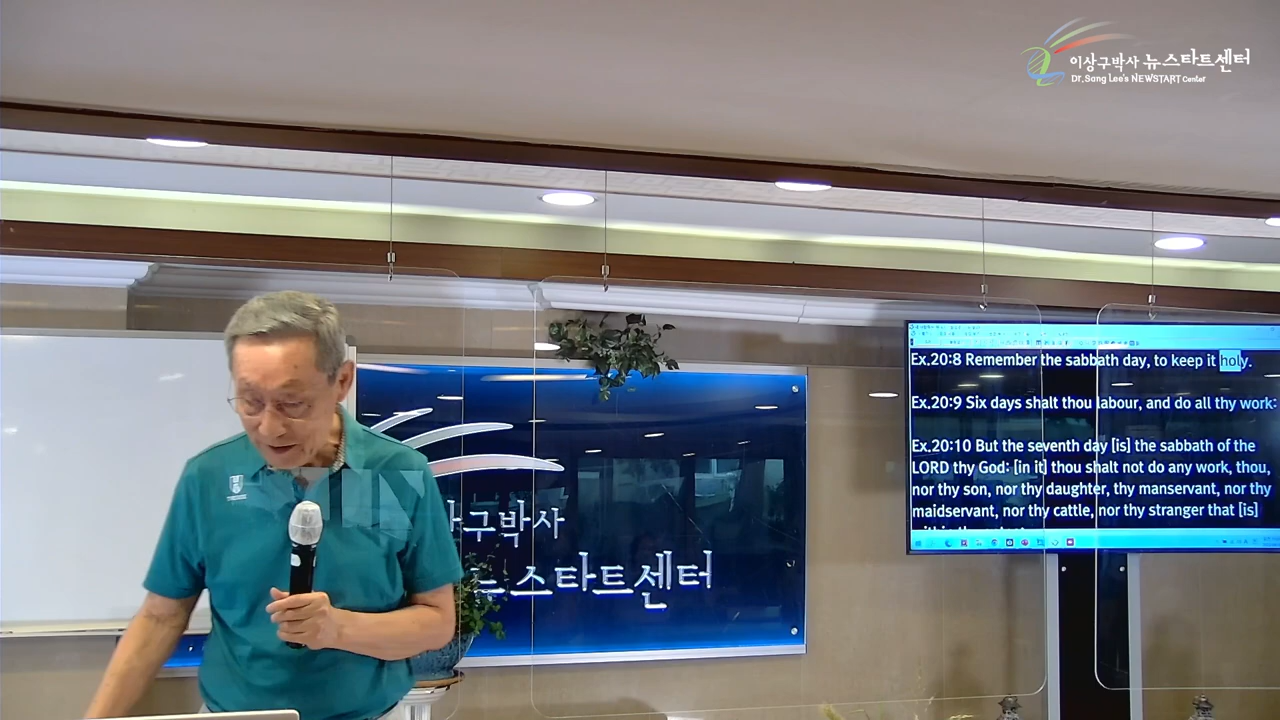 이상구박사 뉴스타트센터
Dr. Sang Lee's NEWSTART Center
Ex.20:8 Remember the sabbath day, to keep it holy.
Ex.20:9 Six days shalt thou labour, and do all thy work:
Ex.20:10 But the seventh day [is] the sabbath of the
LORD thy God: [in it] thou shalt not do any work, thou,
nor thy son, nor thy daughter, thy manservant, nor thy
maidservant, nor thy cattle, nor thy stranger that [is]
구박사
뉴스타트센터